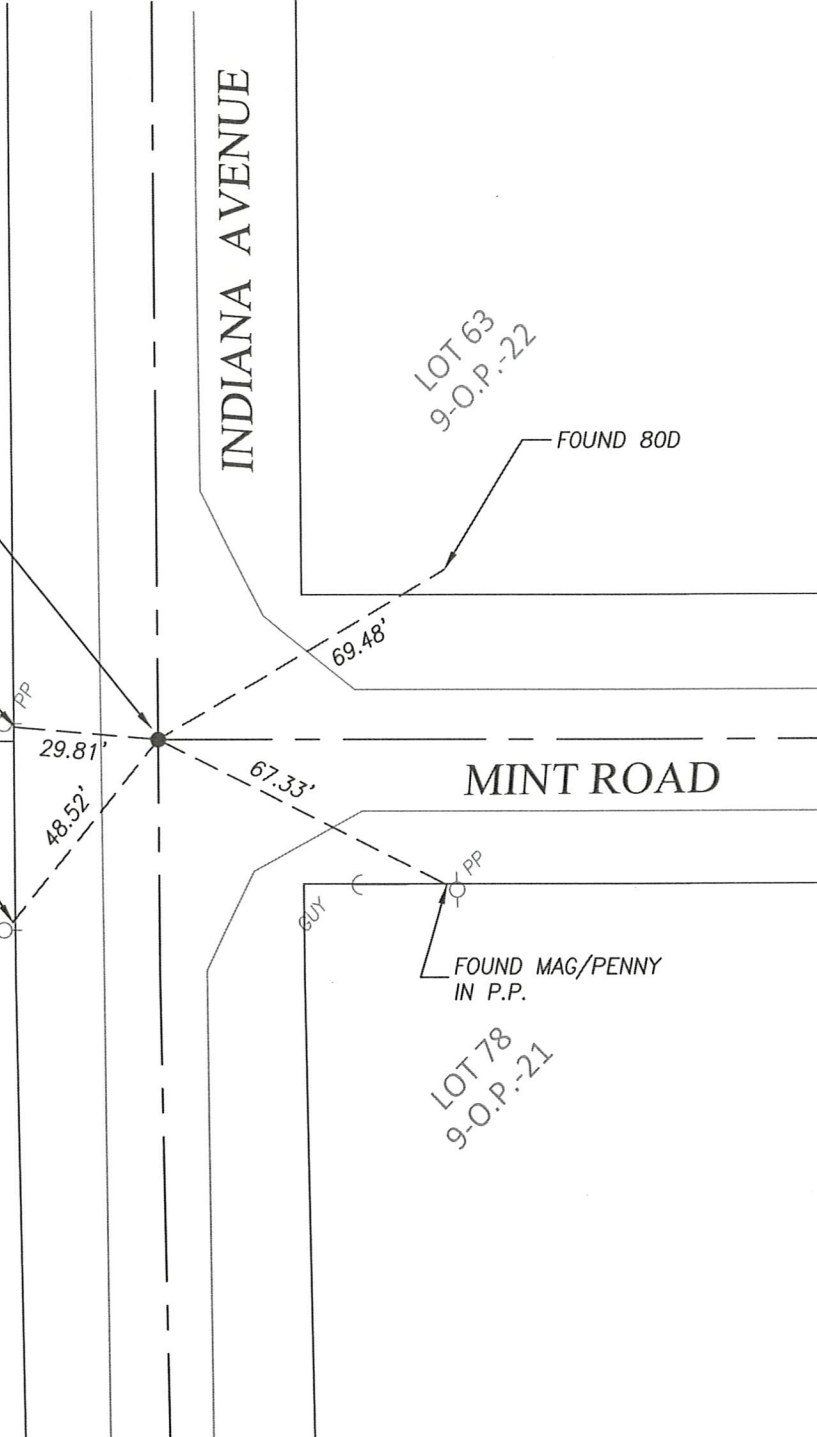 INDIANA AVENUE
LOT 63
9-O.P.-22
FOUND 80D
69.48'
PP
29.81'
67.33'
MINT ROAD
48.52'
PP
GUY
FOUND MAG/PENNY
IN P.P.
LOT 78
9-O.P.-21